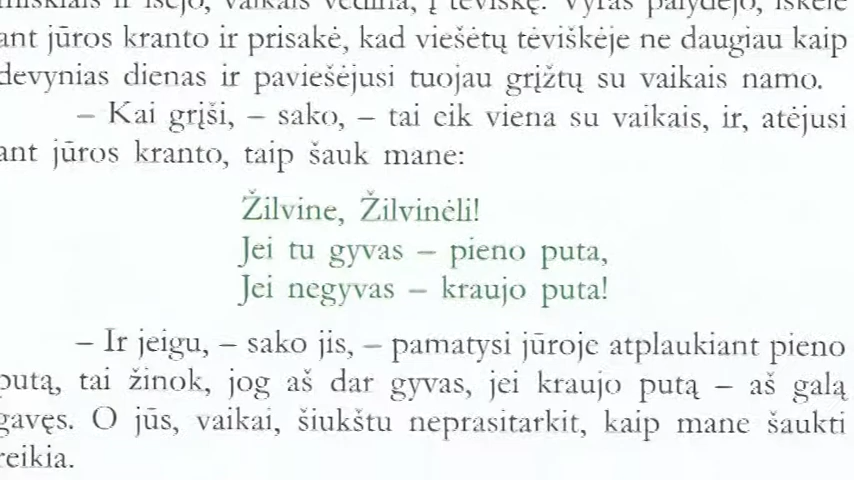 ant jūros kranto ir prisakė, kad viešėtų tėviškėje ne daugiau kaip
devynias dienas ir paviešėjusi tuojau grįžtų su vaikais namo.
– Kai grįši, – sako, – tai eik viena su vaikais, ir, atėjusi
ant jūros kranto, taip šauk mane:
Žilvine, Žilvinėli!
Jei tu gyvas – pieno puta,
Jei negyvas – kraujo puta!
– Ir jeigu, – sako jis, – pamatysi jūroje atplaukiant pieno
putą, tai žinok, jog aš dar gyvas, jei kraujo putą – aš galą
gavęs. O jūs, vaikai, šiukštu neprasitarkit, kaip mane šaukti
reikia.